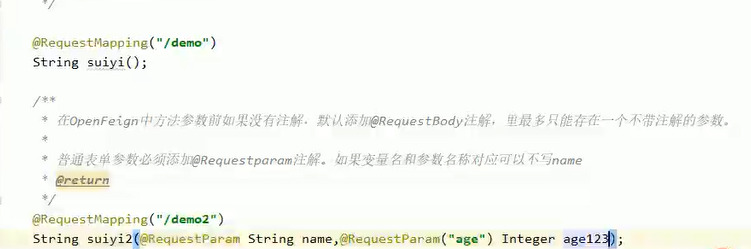 */
@RequestMapping("/demo")
String suiyi();
/**
* 在OpenFeign中方法参数前如果没有注解，默认添加@RequestBody注解，里最多只能存在一个不带注解的参数。
*
* 普通表单参数必须添加@Requestparam注解。如果变量名和参数名称对应可以不写name
* @return
*/
@RequestMapping("/demo2")
String suiyi2(@RequestParam String name,@RequestParam("age") Integer age123);